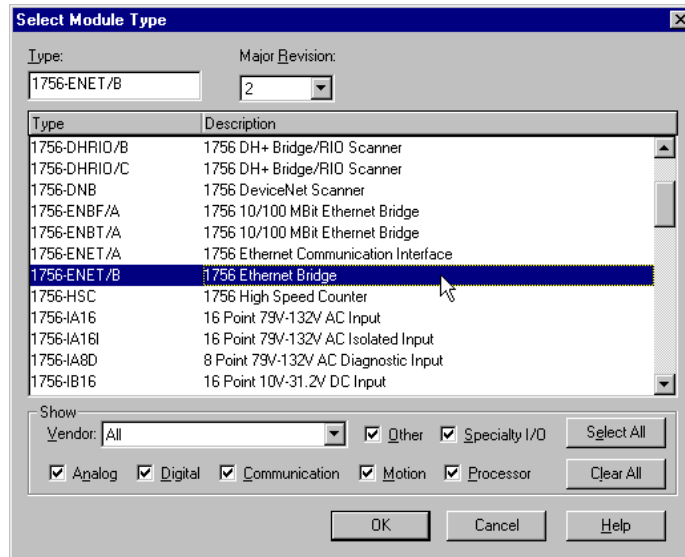 Select Module Type
Type: Major Revision:
1756-ENET/B 2
Type Description
1756-DHRIO/B 1756 DH+ Bridge/RIO Scanner
1756-DHRIO/C 1756 DH+ Bridge/RIO Scanner
1756-DNB 1756 DeviceNet Scanner
1756-ENBF/A 1756 10/100 MBit Ethernet Bridge
1756-ENBT/A 1756 10/100 MBit Ethernet Bridge
1756-ENET/A 1756 Ethernet Communication Interface
1756-ENET/B 1756 Ethernet Bridge
1756-HSC 1756 High Speed Counter
1756-IA16 16 Point 79V-132V AC Input
1756-IA16I 16 Point 79V-132V AC Isolated Input
1756-IA8D 8 Point 79V-132V AC Diagnostic Input
1756-IB16 16 Point 10V-31.2V DC Input
Show
Vendor: All Other Specialty I/O Select All
Analog Digital Communication Motion Processor Clear All
OK Cancel Help